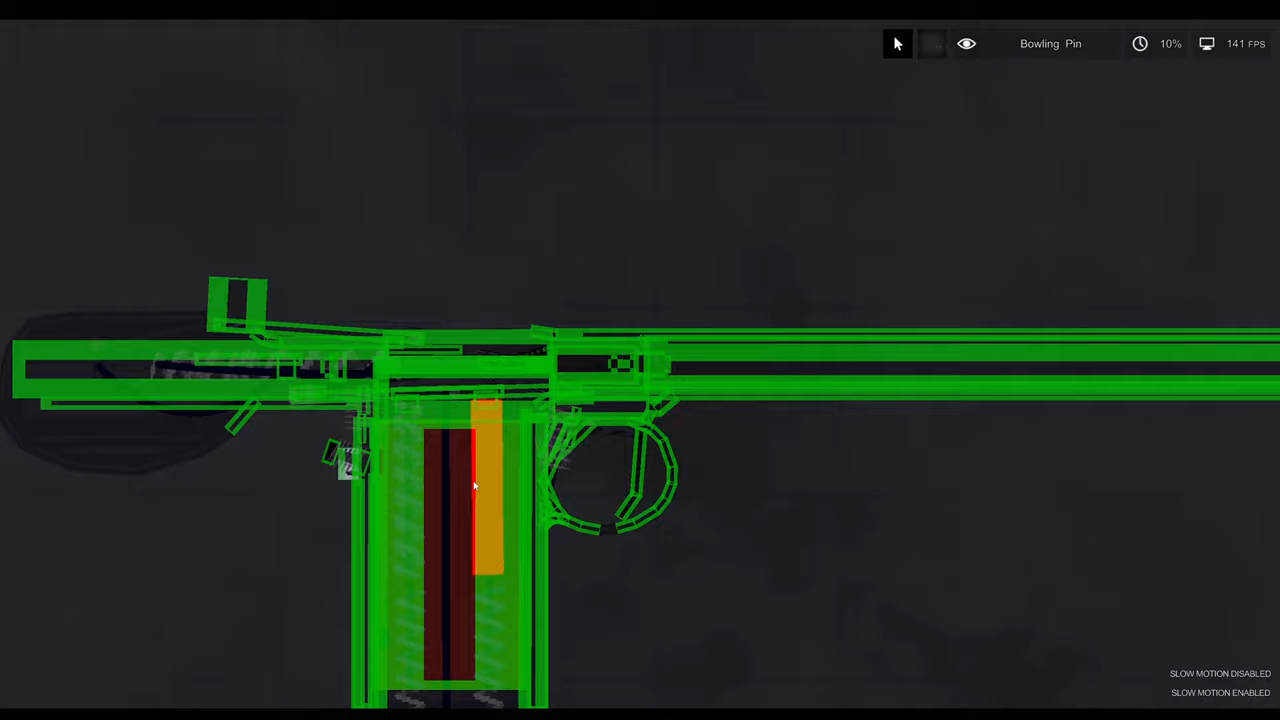 Bowling Pin
10%
141 FPS
SLOW MOTION DISABLED
SLOW MOTION ENABLED